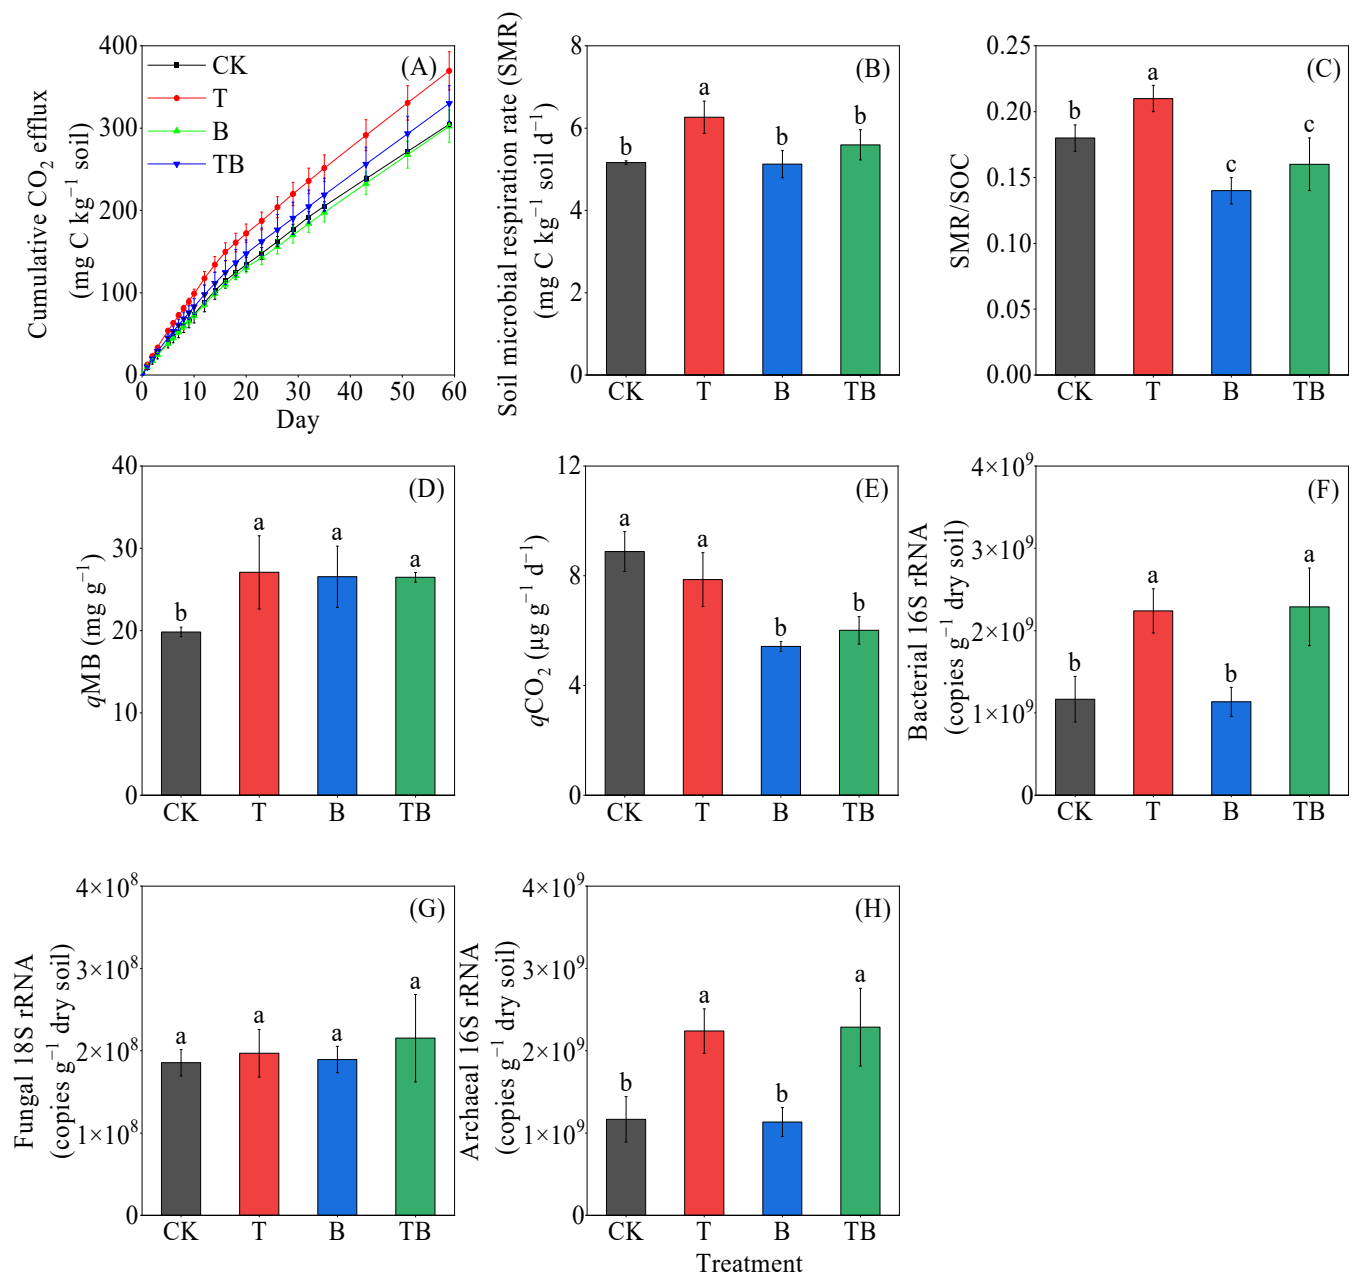 Cumulative CO₂ efflux
(mg C kg⁻¹ soil)
400
300
200
100
0
0 10 20 30 40 50 60
Day
(A)
CK
T
B
TB
Soil microbial respiration rate (SMR)
(mg C kg⁻¹ soil d⁻¹)
8
6
4
2
0
(B)
b a b b
CK T B TB
SMR/SOC
0.25
0.20
0.15
0.10
0.05
0.00
(C)
b a c c
CK T B TB
qMB (mg g⁻¹)
40
30
20
10
0
(D)
b a a a
CK T B TB
qCO₂ (μg g⁻¹ d⁻¹)
12
8
4
0
(E)
a a b b
CK T B TB
Bacterial 16S rRNA
(copies g⁻¹ dry soil)
4×10⁹
3×10⁹
2×10⁹
1×10⁹
0
(F)
b a b a
CK T B TB
Fungal 18S rRNA
(copies g⁻¹ dry soil)
4×10⁸
3×10⁸
2×10⁸
1×10⁸
0
(G)
a a a a
CK T B TB
Archaeal 16S rRNA
(copies g⁻¹ dry soil)
4×10⁹
3×10⁹
2×10⁹
1×10⁹
0
(H)
b a b a
CK T B TB
Treatment